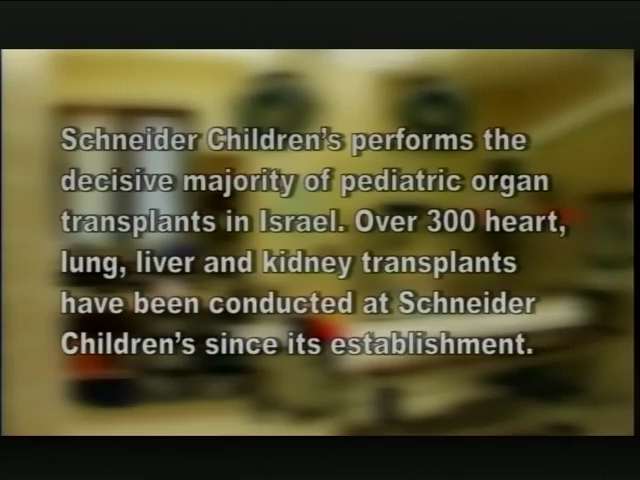 Schneider Children's performs the
decisive majority of pediatric organ
transplants in Israel. Over 300 heart,
lung, liver and kidney transplants
have been conducted at Schneider
Children's since its establishment.